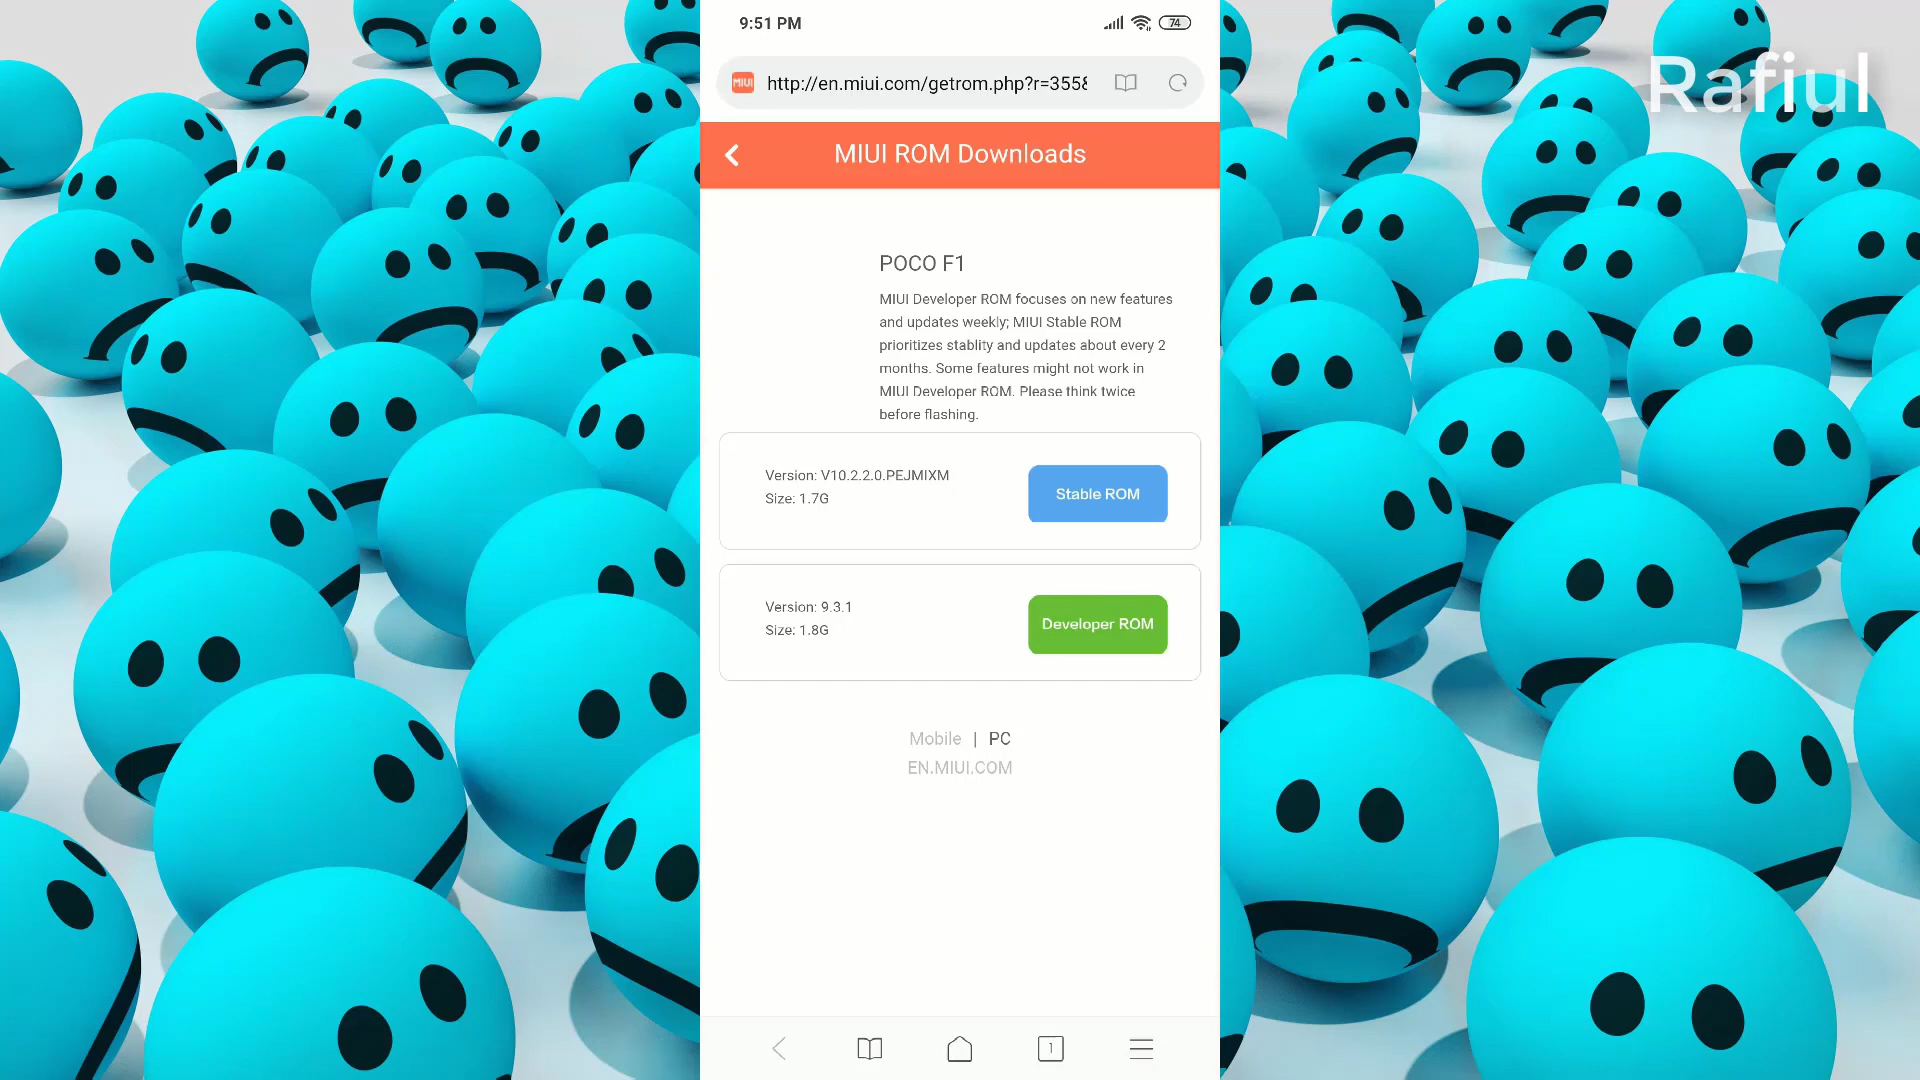 9:51 PM
74
MIUI
http://en.miui.com/getrom.php?r=3558
MIUI ROM Downloads
Rafiul
POCO F1
MIUI Developer ROM focuses on new features
and updates weekly; MIUI Stable ROM
prioritizes stablity and updates about every 2
months. Some features might not work in
MIUI Developer ROM. Please think twice
before flashing.
Version: V10.2.2.0.PEJMIXM
Size: 1.7G
Stable ROM
Version: 9.3.1
Size: 1.8G
Developer ROM
Mobile | PC
EN.MIUI.COM
1